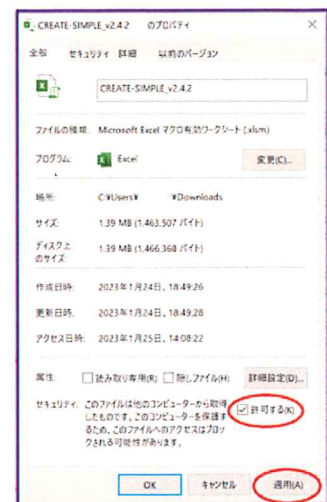 CREATE-SIMPLE_v2.4.2 のプロパティ
全般 セキュリティ 詳細 以前のバージョン
CREATE-SIMPLE_v2.4.2
ファイルの種類: Microsoft Excel マクロ有効ワークシート (.xlsm)
プログラム: Excel 変更(C)...
場所: C:¥Users¥ ¥Downloads
サイズ: 1.39 MB (1,463,507 バイト)
ディスク上
のサイズ: 1.39 MB (1,466,368 バイト)
作成日時: 2023年1月24日、18:49:26
更新日時: 2023年1月24日、18:49:28
アクセス日時: 2023年1月25日、14:08:22
属性: 読み取り専用(R) 隠しファイル(H) 詳細設定(D)...
セキュリティ: このファイルは他のコンピューターから取得
したものです。このコンピューターを保護す
るため、このファイルへのアクセスはブロッ
クされる可能性があります。
許可する(K)
OK キャンセル 適用(A)